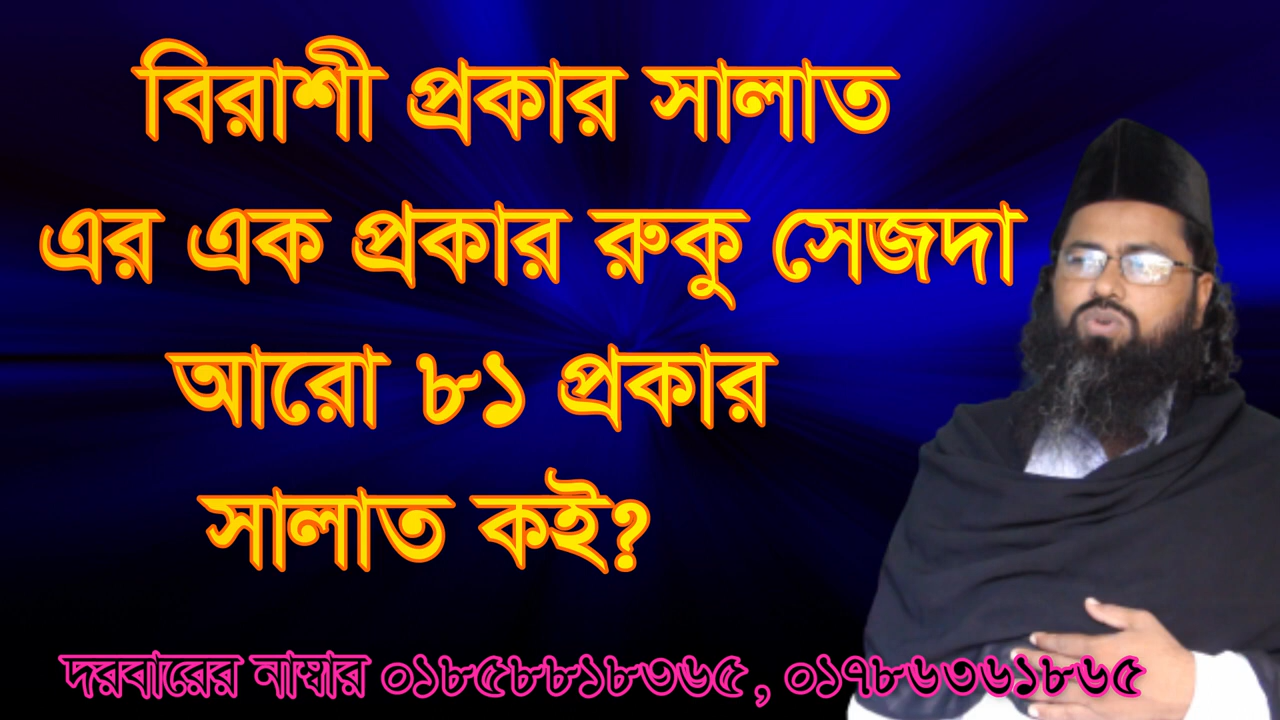 বিরাশী প্রকার সালাত
এর এক প্রকার রুকু সেজদা
আরো ৮১ প্রকার
সালাত কই?
দরবারের নাম্বার ০১৮৫৮৮১৮৩৬৫, ০১৭৮৬৩৬১৮৬৫